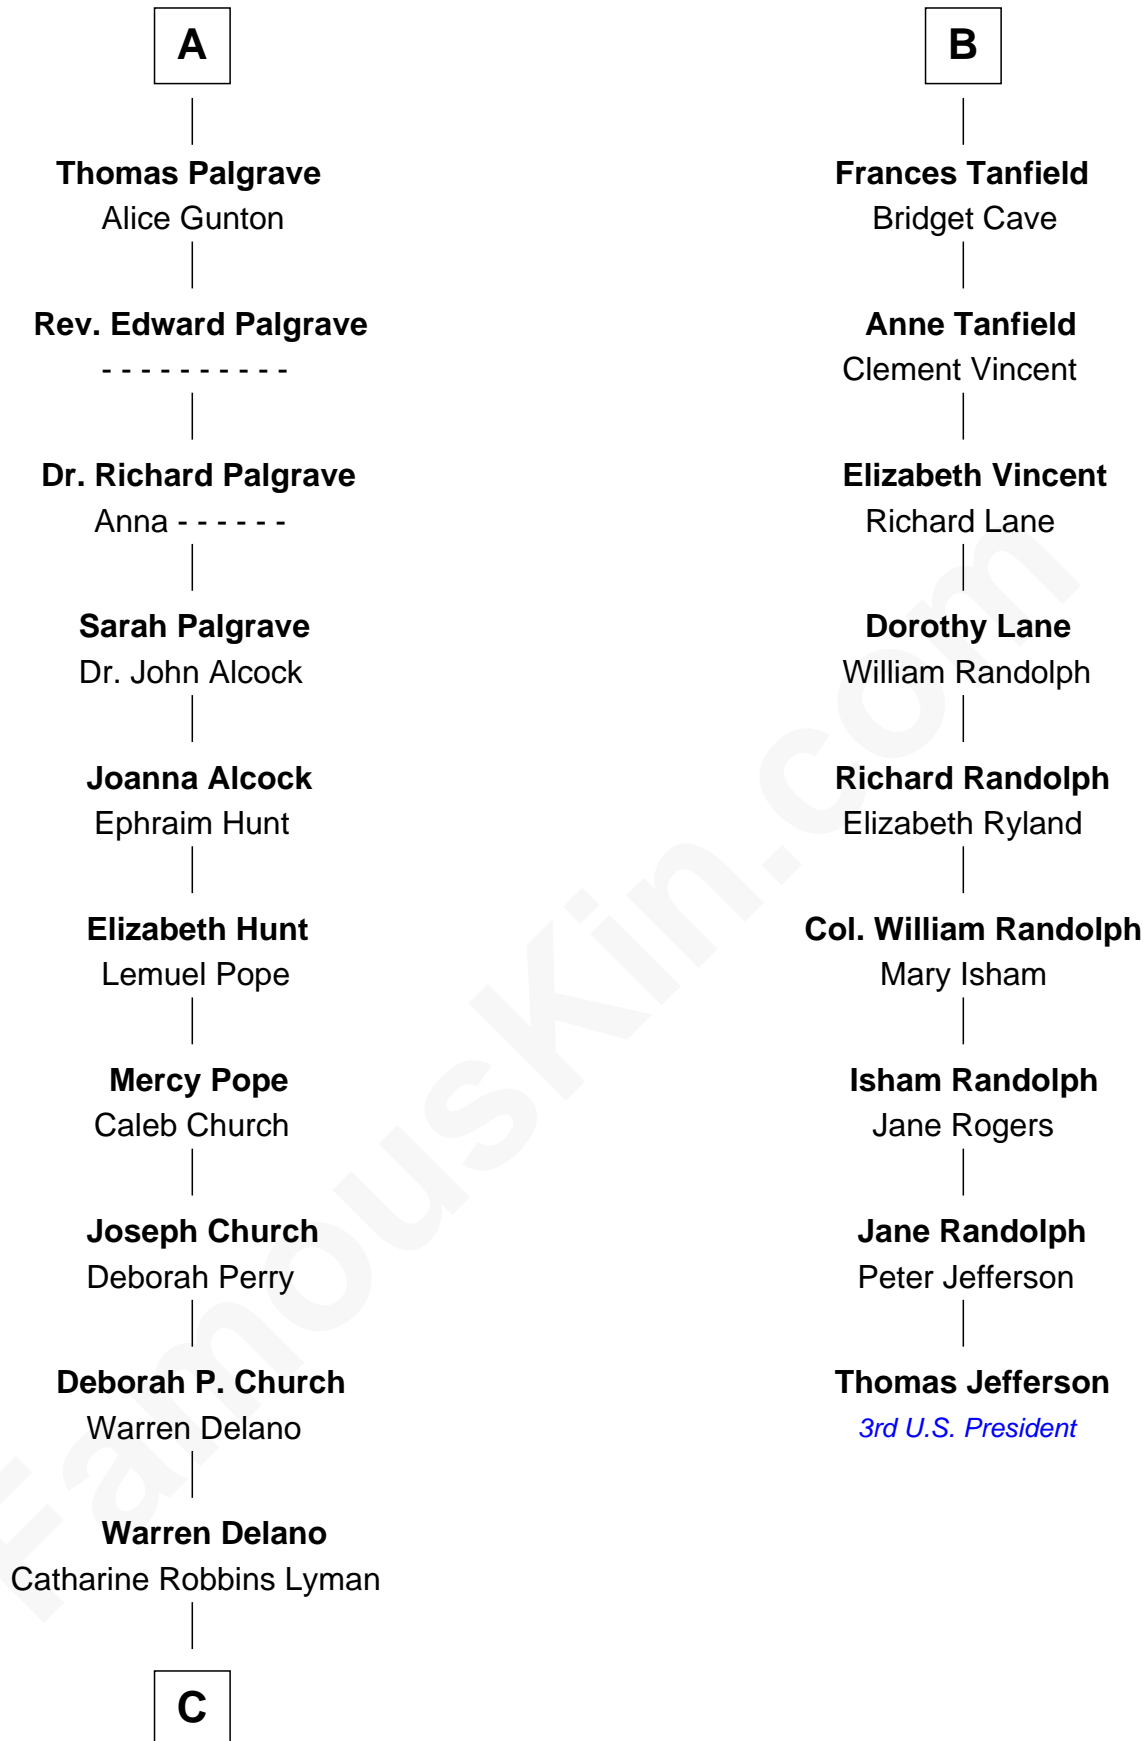 A
Thomas Palgrave
Alice Gunton
Rev. Edward Palgrave
- - - - - - - - - -
Dr. Richard Palgrave
Anna - - - - - -
Sarah Palgrave
Dr. John Alcock
Joanna Alcock
Ephraim Hunt
Elizabeth Hunt
Lemuel Pope
Mercy Pope
Caleb Church
Joseph Church
Deborah Perry
Deborah P. Church
Warren Delano
Warren Delano
Catharine Robbins Lyman
C
B
Frances Tanfield
Bridget Cave
Anne Tanfield
Clement Vincent
Elizabeth Vincent
Richard Lane
Dorothy Lane
William Randolph
Richard Randolph
Elizabeth Ryland
Col. William Randolph
Mary Isham
Isham Randolph
Jane Rogers
Jane Randolph
Peter Jefferson
Thomas Jefferson
3rd U.S. President
FamousKin.com